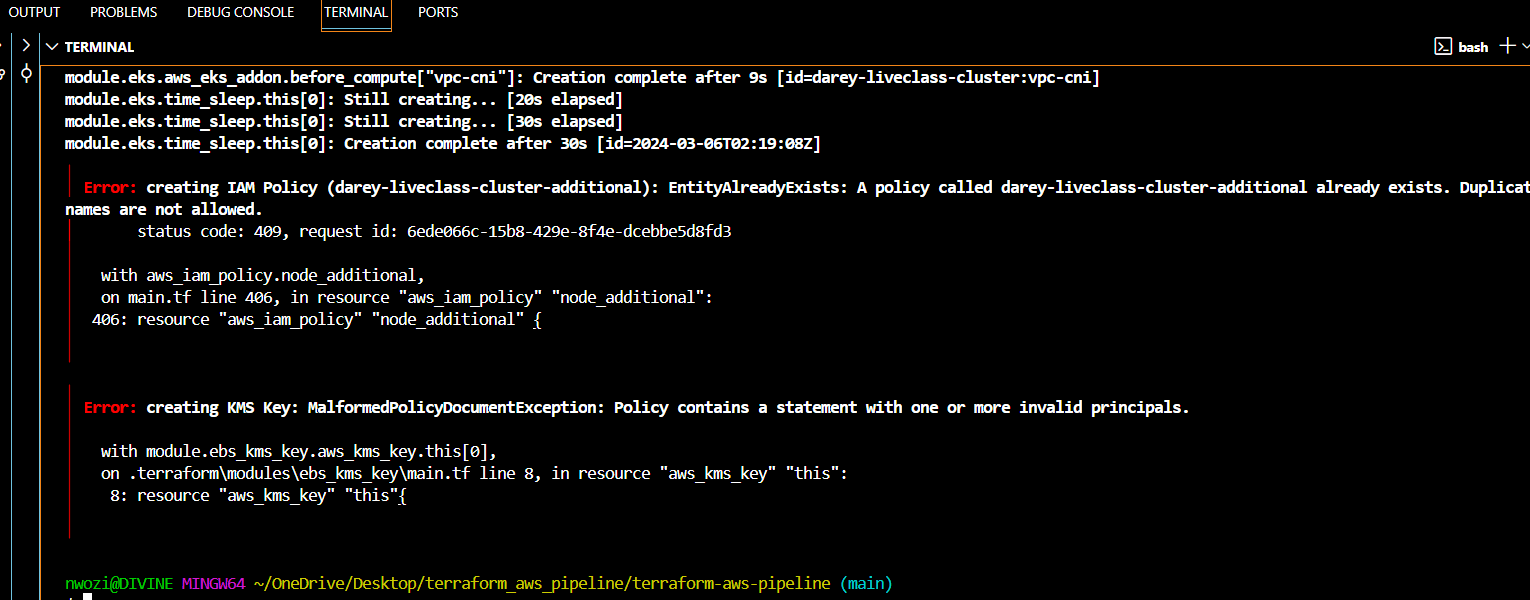 OUTPUT PROBLEMS DEBUG CONSOLE TERMINAL PORTS
TERMINAL bash
module.eks.aws_eks_addon.before_compute["vpc-cni"]: Creation complete after 9s [id=darey-liveclass-cluster:vpc-cni]
module.eks.time_sleep.this[0]: Still creating... [20s elapsed]
module.eks.time_sleep.this[0]: Still creating... [30s elapsed]
module.eks.time_sleep.this[0]: Creation complete after 30s [id=2024-03-06T02:19:08Z]
Error: creating IAM Policy (darey-liveclass-cluster-additional): EntityAlreadyExists: A policy called darey-liveclass-cluster-additional already exists. Duplicat
names are not allowed.
status code: 409, request id: 6ede066c-15b8-429e-8f4e-dcebbe5d8fd3
with aws_iam_policy.node_additional,
on main.tf line 406, in resource "aws_iam_policy" "node_additional":
406: resource "aws_iam_policy" "node_additional" {
Error: creating KMS Key: MalformedPolicyDocumentException: Policy contains a statement with one or more invalid principals.
with module.ebs_kms_key.aws_kms_key.this[0],
on .terraform\modules\ebs_kms_key\main.tf line 8, in resource "aws_kms_key" "this":
8: resource "aws_kms_key" "this"{
nwozi@DIVINE MINGW64 ~/OneDrive/Desktop/terraform_aws_pipeline/terraform-aws-pipeline (main)